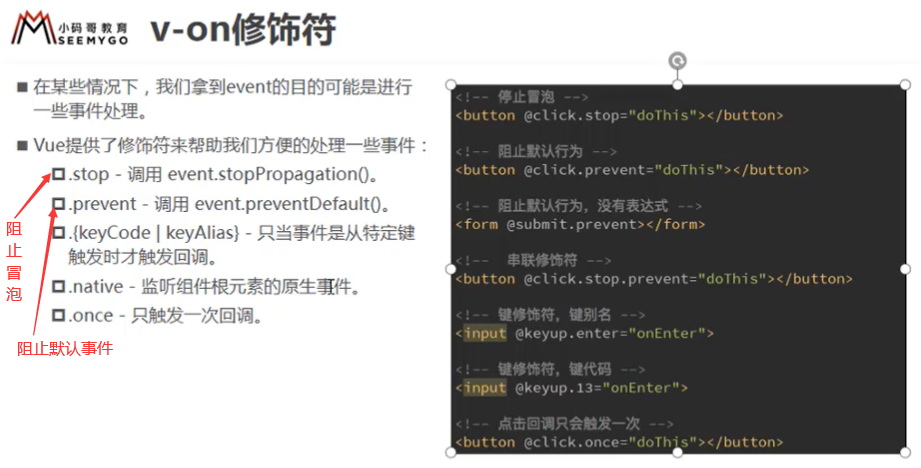 小码哥教育
SEEMYGO
v-on修饰符
■ 在某些情况下，我们拿到event的目的可能是进行
一些事件处理。
■ Vue提供了修饰符来帮助我们方便的处理一些事件：
.stop - 调用 event.stopPropagation()。
.prevent - 调用 event.preventDefault()。
.{keyCode | keyAlias} - 只当事件是从特定键
触发时才触发回调。
.native - 监听组件根元素的原生事件。
.once - 只触发一次回调。
阻
止
冒
泡
阻止默认事件
<!-- 停止冒泡 -->
<button @click.stop="doThis"></button>
<!-- 阻止默认行为 -->
<button @click.prevent="doThis"></button>
<!-- 阻止默认行为，没有表达式 -->
<form @submit.prevent></form>
<!-- 串联修饰符 -->
<button @click.stop.prevent="doThis"></button>
<!-- 键修饰符，键别名 -->
<input @keyup.enter="onEnter">
<!-- 键修饰符，键代码 -->
<input @keyup.13="onEnter">
<!-- 点击回调只会触发一次 -->
<button @click.once="doThis"></button>